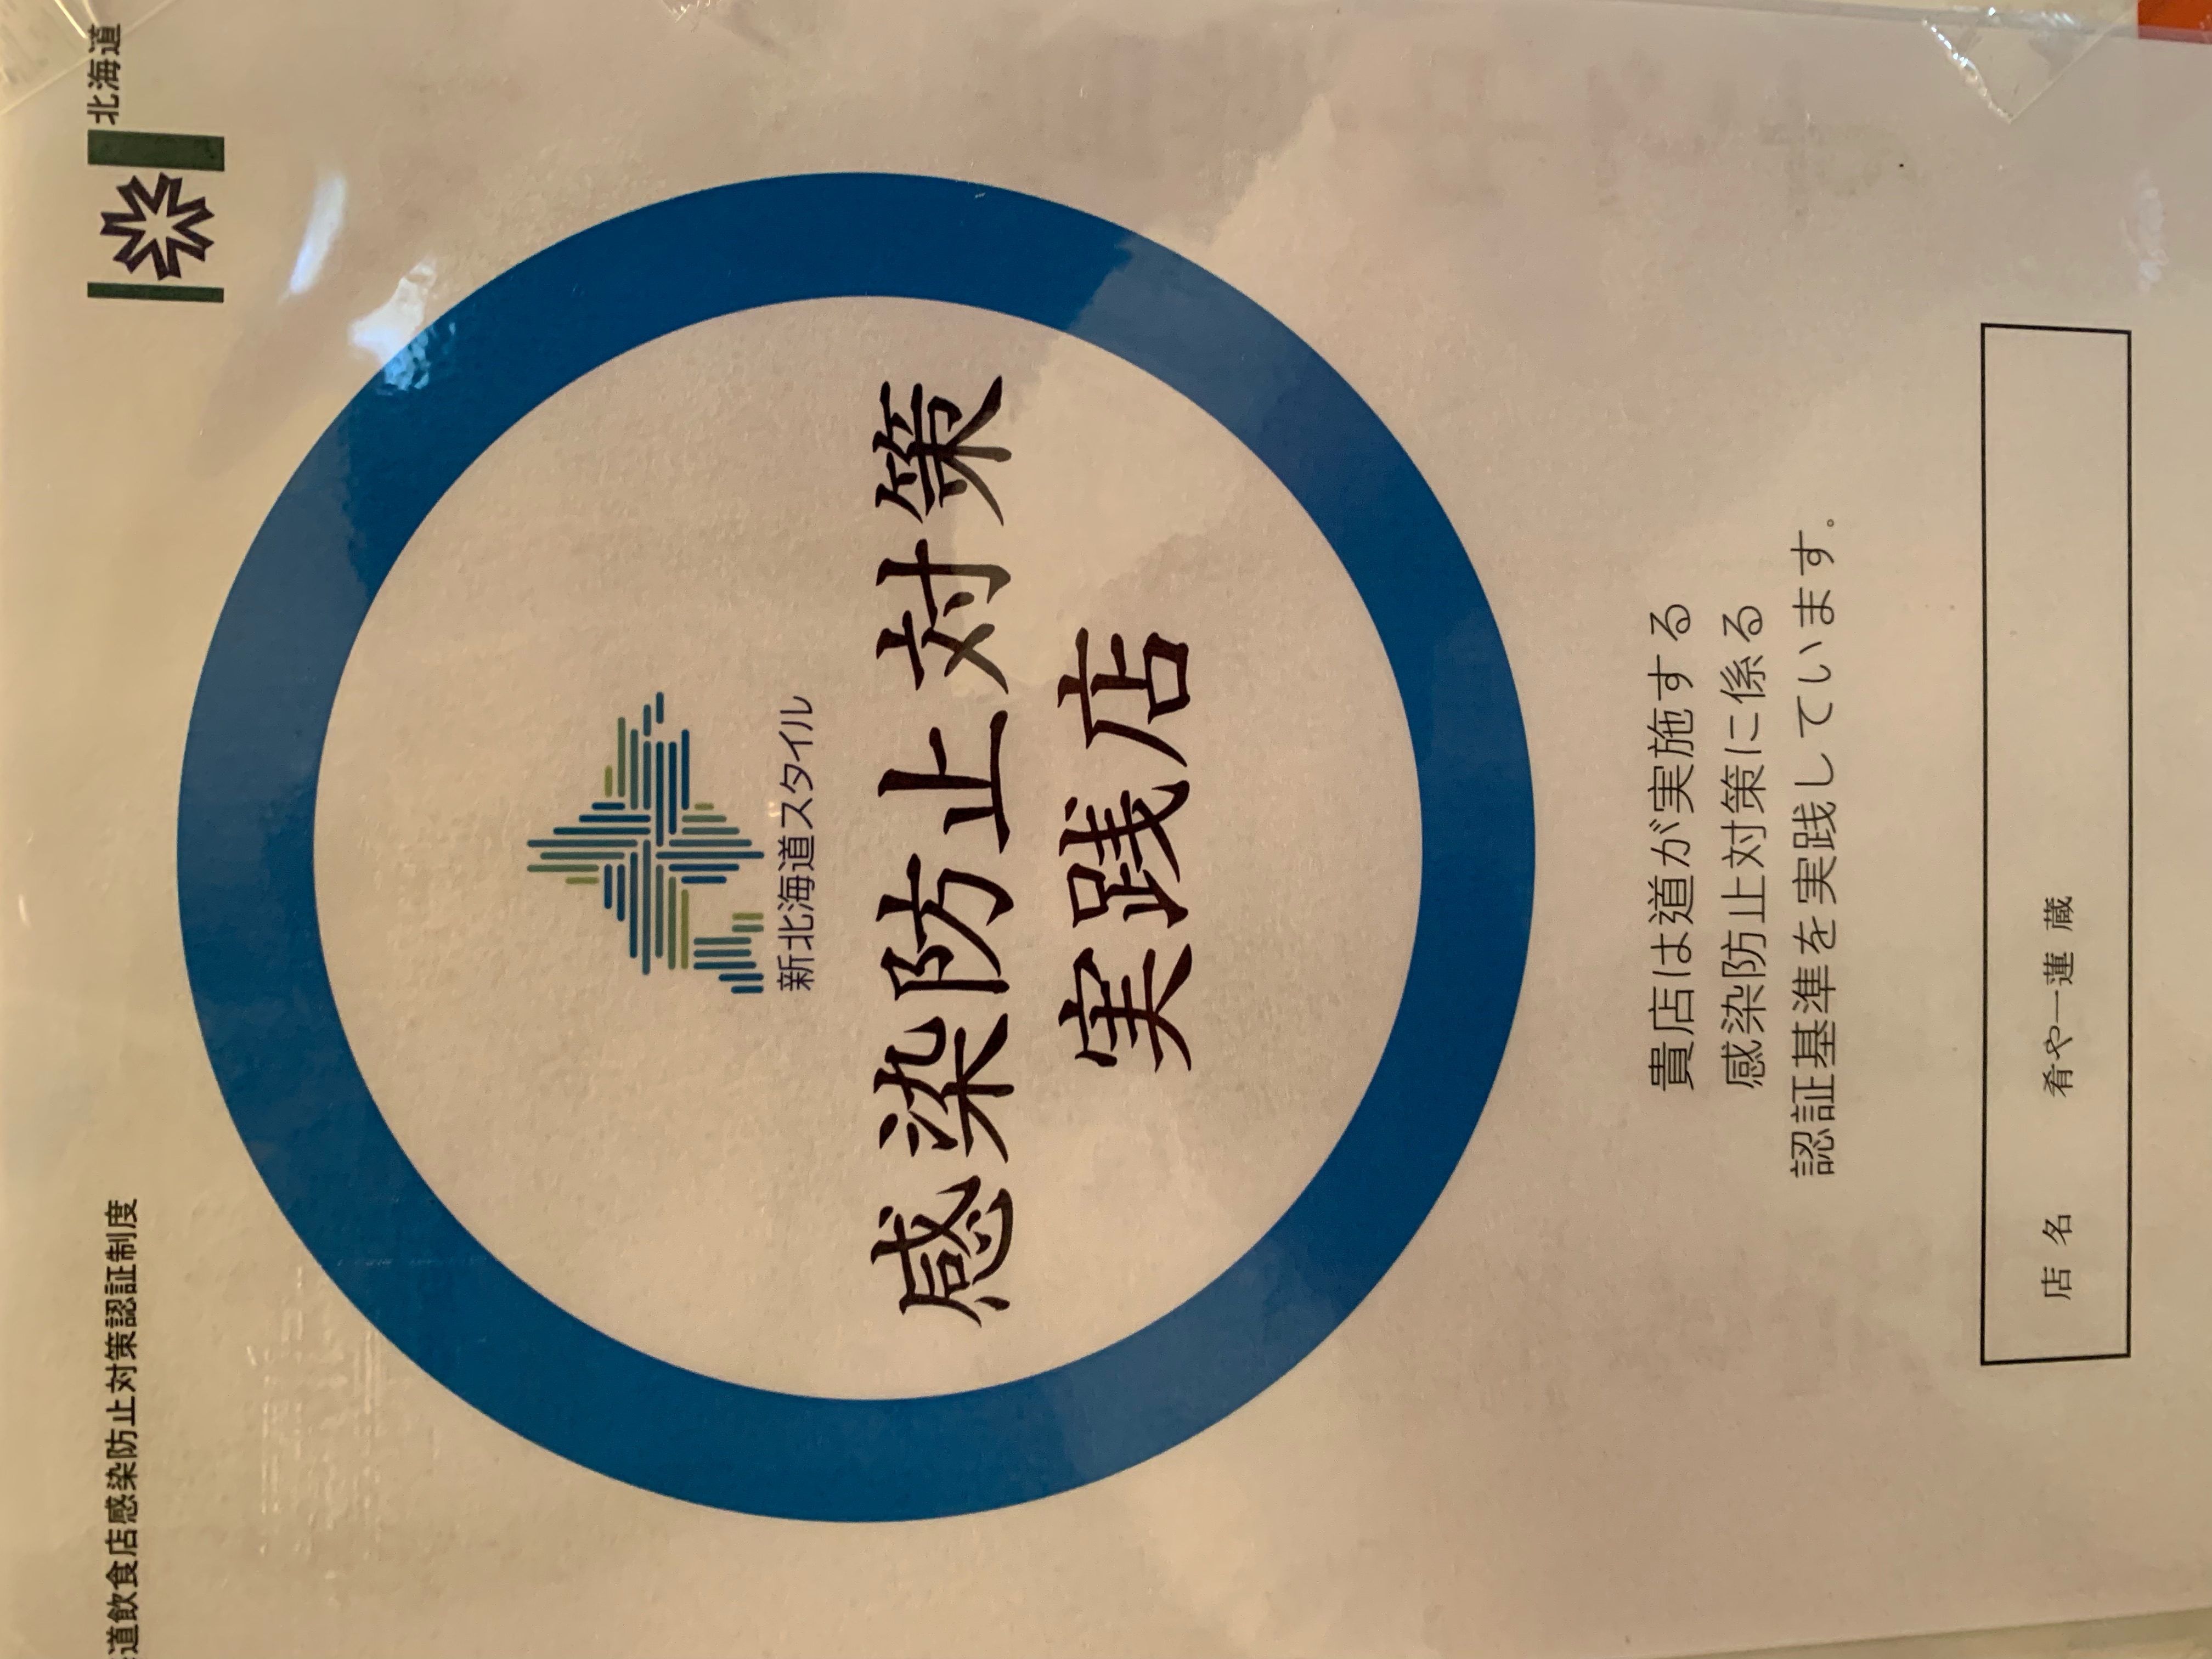 道飲食店感染防止対策認証制度
北海道
新北海道スタイル
感染防止対策
実践店
貴店は道が実施する
感染防止対策に係る
認証基準を実践しています。
店名 肴や一蓮 蔵